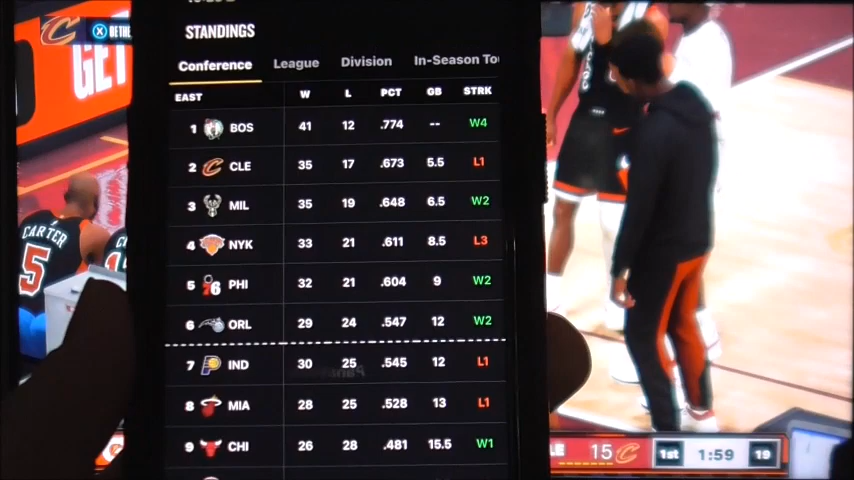 BE THE
GET
STANDINGS
Conference League Division In-Season To
EAST W L PCT GB STRK
1 BOS 41 12 .774 -- W4
2 CLE 35 17 .673 5.5 L1
3 MIL 35 19 .648 6.5 W2
4 NYK 33 21 .611 8.5 L3
5 PHI 32 21 .604 9 W2
6 ORL 29 24 .547 12 W2
7 IND 30 25 .545 12 L1
8 MIA 28 25 .528 13 L1
9 CHI 26 28 .481 15.5 W1
CARTER
5
LE 15 1st 1:59 19